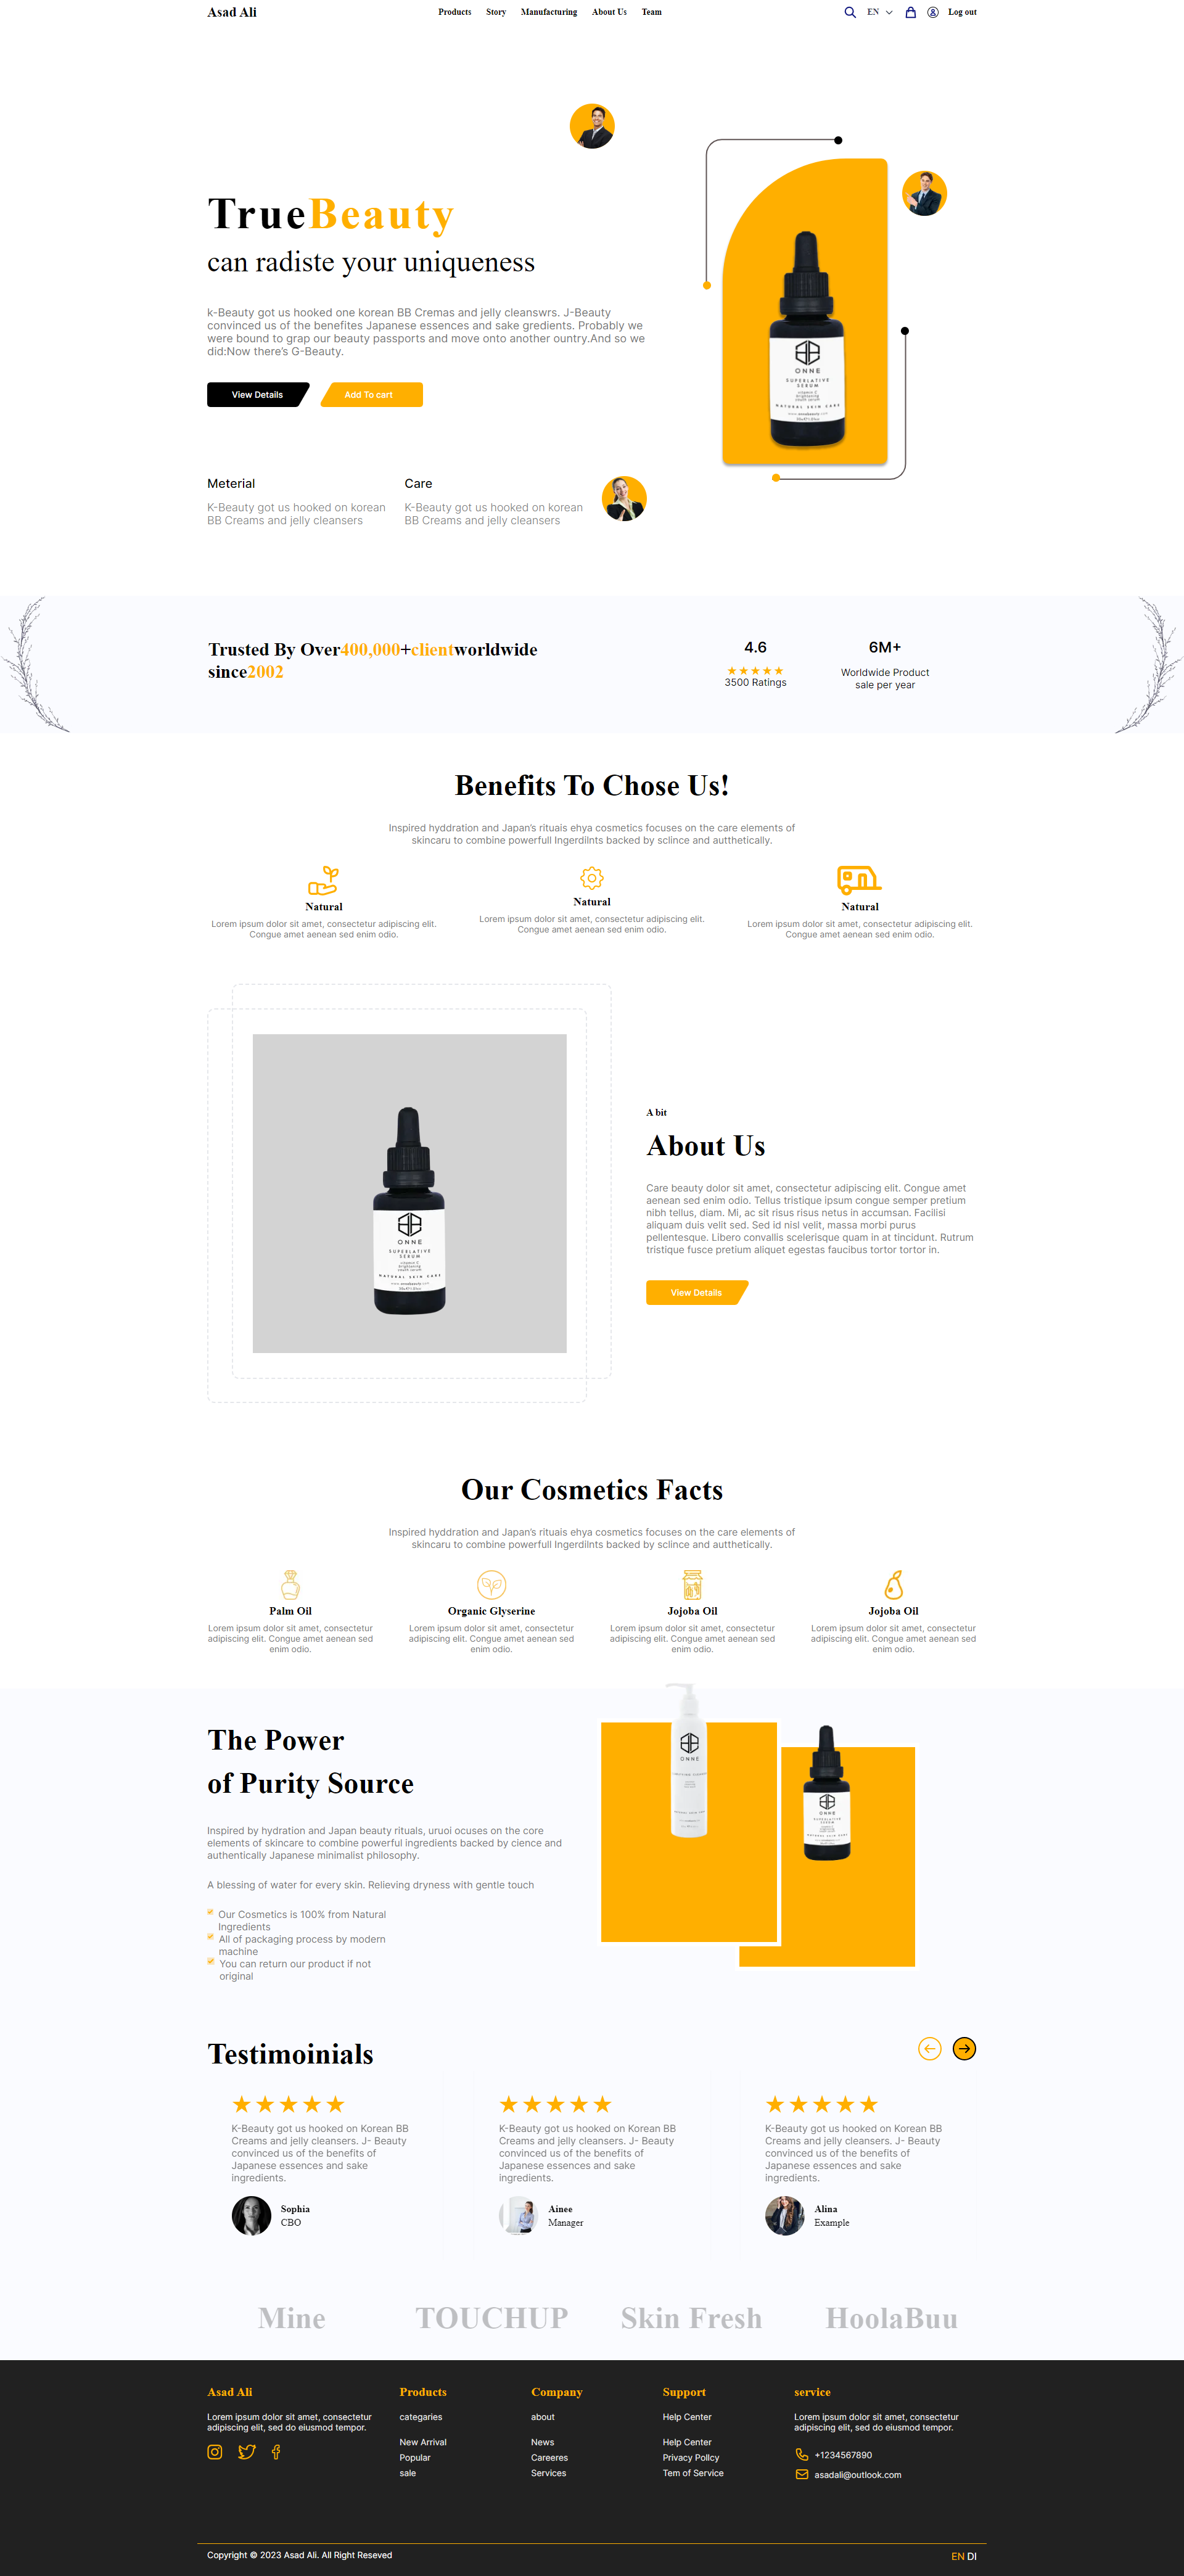 Asad Ali
Products Story Manufacturing About Us Team
EN
Log out
TrueBeauty
can radiste your uniqueness
k-Beauty got us hooked one korean BB Cremas and jelly cleanswrs. J-Beauty
convinced us of the benefites Japanese essences and sake gredients. Probably we
were bound to grap our beauty passports and move onto another ountry.And so we
did:Now there's G-Beauty.
View Details
Add To cart
ONNE
SUPERLATIVE
SERUM
vitamin C
brightening
youth serum
NATURAL SKIN CARE
Meterial
K-Beauty got us hooked on korean
BB Creams and jelly cleansers
Care
K-Beauty got us hooked on korean
BB Creams and jelly cleansers
Trusted By Over400,000+clientworldwide
since2002
4.6
3500 Ratings
6M+
Worldwide Product
sale per year
Benefits To Chose Us!
Inspired hyddration and Japan's rituais ehya cosmetics focuses on the care elements of
skincaru to combine powerfull Ingerdilnts backed by sclince and autthetically.
Natural
Lorem ipsum dolor sit amet, consectetur adipiscing elit.
Congue amet aenean sed enim odio.
Natural
Lorem ipsum dolor sit amet, consectetur adipiscing elit.
Congue amet aenean sed enim odio.
Natural
Lorem ipsum dolor sit amet, consectetur adipiscing elit.
Congue amet aenean sed enim odio.
ONNE
SUPERLATIVE
SERUM
vitamin C
brightening
youth serum
NATURAL SKIN CARE
A bit
About Us
Care beauty dolor sit amet, consectetur adipiscing elit. Congue amet
aenean sed enim odio. Tellus tristique ipsum congue semper pretium
nibh tellus, diam. Mi, ac sit risus risus netus in accumsan. Facilisi
aliquam duis velit sed. Sed id nisl velit, massa morbi purus
pellentesque. Libero convallis scelerisque quam in at tincidunt. Rutrum
tristique fusce pretium aliquet egestas faucibus tortor tortor in.
View Details
Our Cosmetics Facts
Inspired hyddration and Japan's rituais ehya cosmetics focuses on the care elements of
skincaru to combine powerfull Ingerdilnts backed by sclince and autthetically.
Palm Oil
Lorem ipsum dolor sit amet, consectetur
adipiscing elit. Congue amet aenean sed
enim odio.
Organic Glyserine
Lorem ipsum dolor sit amet, consectetur
adipiscing elit. Congue amet aenean sed
enim odio.
Jojoba Oil
Lorem ipsum dolor sit amet, consectetur
adipiscing elit. Congue amet aenean sed
enim odio.
Jojoba Oil
Lorem ipsum dolor sit amet, consectetur
adipiscing elit. Congue amet aenean sed
enim odio.
The Power
of Purity Source
Inspired by hydration and Japan beauty rituals, uruoi ocuses on the core
elements of skincare to combine powerful ingredients backed by cience and
authentically Japanese minimalist philosophy.
A blessing of water for every skin. Relieving dryness with gentle touch
Our Cosmetics is 100% from Natural
Ingredients
All of packaging process by modern
machine
You can return our product if not
original
ONNE
ONNE
SUPERLATIVE
SERUM
NATURAL SKIN CARE
Testimoinials
K-Beauty got us hooked on Korean BB
Creams and jelly cleansers. J- Beauty
convinced us of the benefits of
Japanese essences and sake
ingredients.
Sophia
CBO
K-Beauty got us hooked on Korean BB
Creams and jelly cleansers. J- Beauty
convinced us of the benefits of
Japanese essences and sake
ingredients.
Ainee
Manager
K-Beauty got us hooked on Korean BB
Creams and jelly cleansers. J- Beauty
convinced us of the benefits of
Japanese essences and sake
ingredients.
Alina
Example
Mine TOUCHUP Skin Fresh HoolaBuu
Asad Ali
Lorem ipsum dolor sit amet, consectetur
adipiscing elit, sed do eiusmod tempor.
Products
categaries
New Arrival
Popular
sale
Company
about
News
Careeres
Services
Support
Help Center
Help Center
Privacy Pollcy
Tem of Service
service
Lorem ipsum dolor sit amet, consectetur
adipiscing elit, sed do eiusmod tempor.
+1234567890
asadali@outlook.com
Copyright © 2023 Asad Ali. All Right Reseved
EN DI